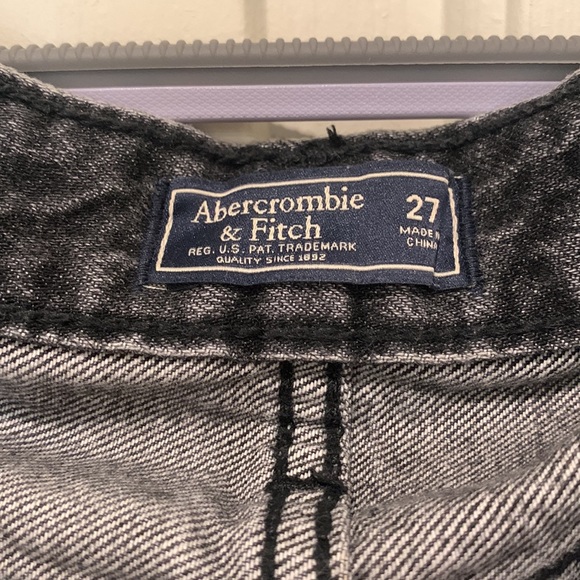 Abercrombie
& Fitch
REG. U.S. PAT. TRADEMARK
QUALITY SINCE 1892
27
MADE IN
CHINA